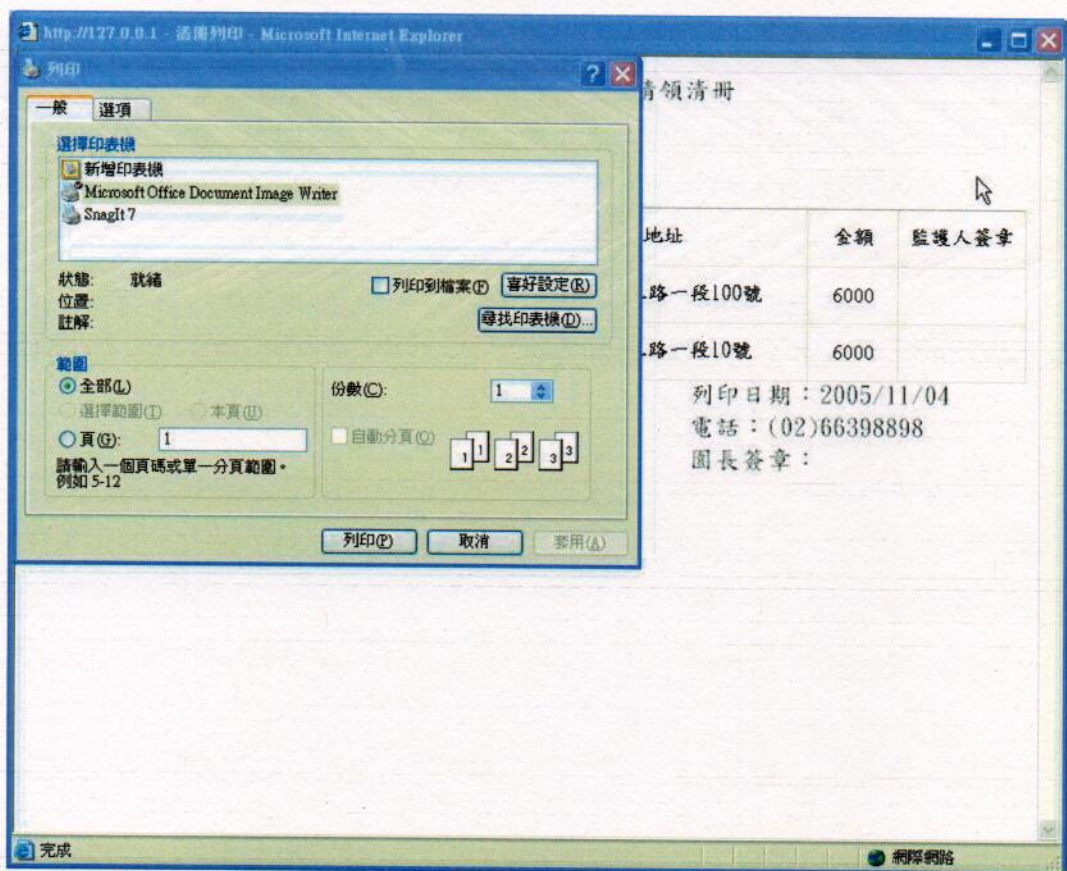 http://127.0.0.1 - 清冊列印 - Microsoft Internet Explorer
列印
一般
選項
選擇印表機
新增印表機
Microsoft Office Document Image Writer
SnagIt 7
狀態: 就緒
位置:
註解:
列印到檔案(F)
喜好設定(R)
尋找印表機(D)...
範圍
全部(L)
選擇範圍(T)
本頁(U)
頁(G): 1
請輸入一個頁碼或單一分頁範圍。
例如 5-12
份數(C): 1
自動分頁(O)
1 1 2 2 3 3
列印(P)
取消
套用(A)
請領清冊
地址 金額 監護人簽章
路一段100號 6000
路一段10號 6000
列印日期：2005/11/04
電話：(02)66398898
園長簽章：
完成
網際網路